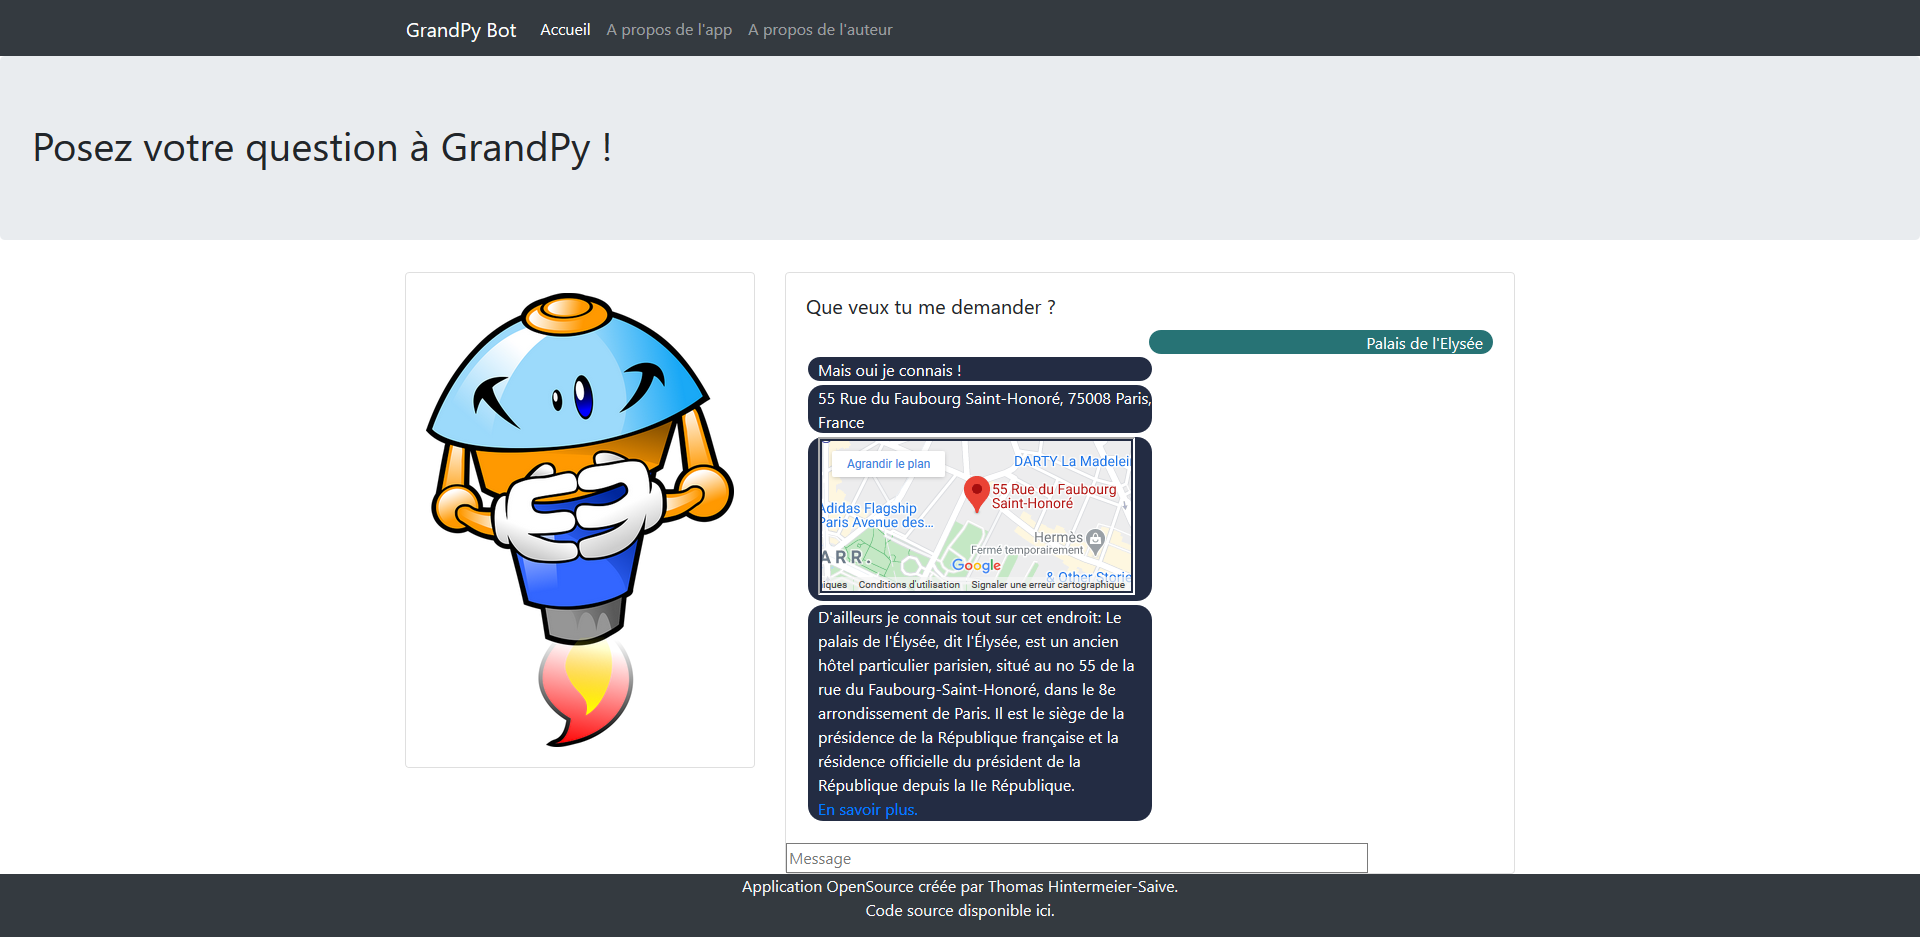 GrandPy Bot Accueil A propos de l'app A propos de l'auteur
Posez votre question à GrandPy !
Que veux tu me demander ?
Palais de l'Elysée
Mais oui je connais !
55 Rue du Faubourg Saint-Honoré, 75008 Paris,
France
Agrandir le plan
DARTY La Madelei
55 Rue du Faubourg
Saint-Honoré
Adidas Flagship
Paris Avenue des...
Hermès
Fermé temporairement
ARR.
Google
& Other Storie
iques Conditions d'utilisation Signaler une erreur cartographique
D'ailleurs je connais tout sur cet endroit: Le
palais de l'Élysée, dit l'Élysée, est un ancien
hôtel particulier parisien, situé au no 55 de la
rue du Faubourg-Saint-Honoré, dans le 8e
arrondissement de Paris. Il est le siège de la
présidence de la République française et la
résidence officielle du président de la
République depuis la IIe République.
En savoir plus.
Message
Application OpenSource créée par Thomas Hintermeier-Saive.
Code source disponible ici.